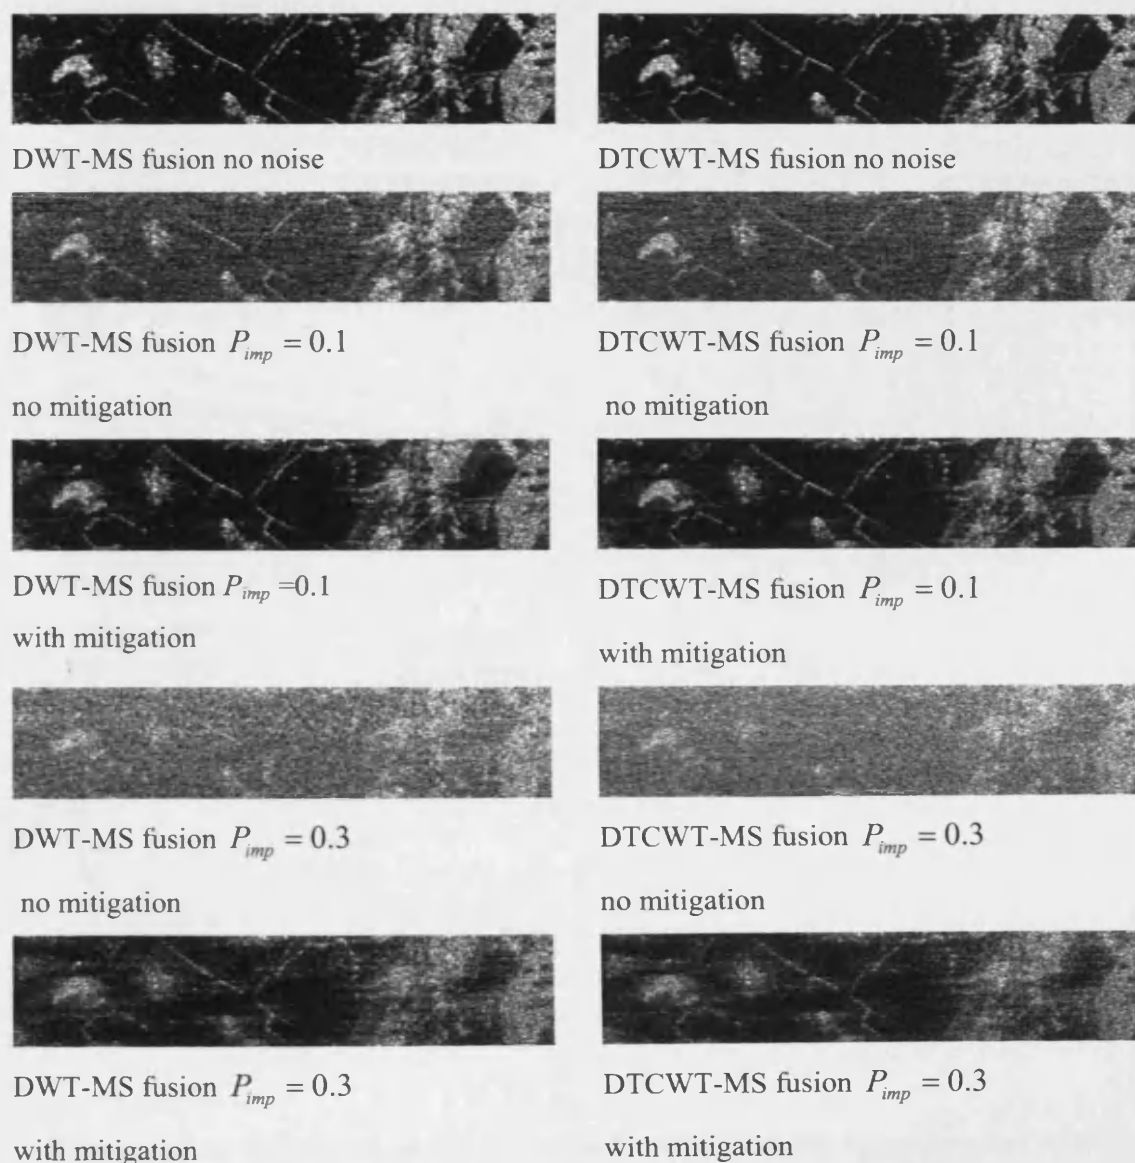 DWT-MS fusion no noise
DTCWT-MS fusion no noise
DWT-MS fusion P_imp = 0.1
no mitigation
DTCWT-MS fusion P_imp = 0.1
no mitigation
DWT-MS fusion P_imp =0.1
with mitigation
DTCWT-MS fusion P_imp = 0.1
with mitigation
DWT-MS fusion P_imp = 0.3
no mitigation
DTCWT-MS fusion P_imp = 0.3
no mitigation
DWT-MS fusion P_imp = 0.3
with mitigation
DTCWT-MS fusion P_imp = 0.3
with mitigation